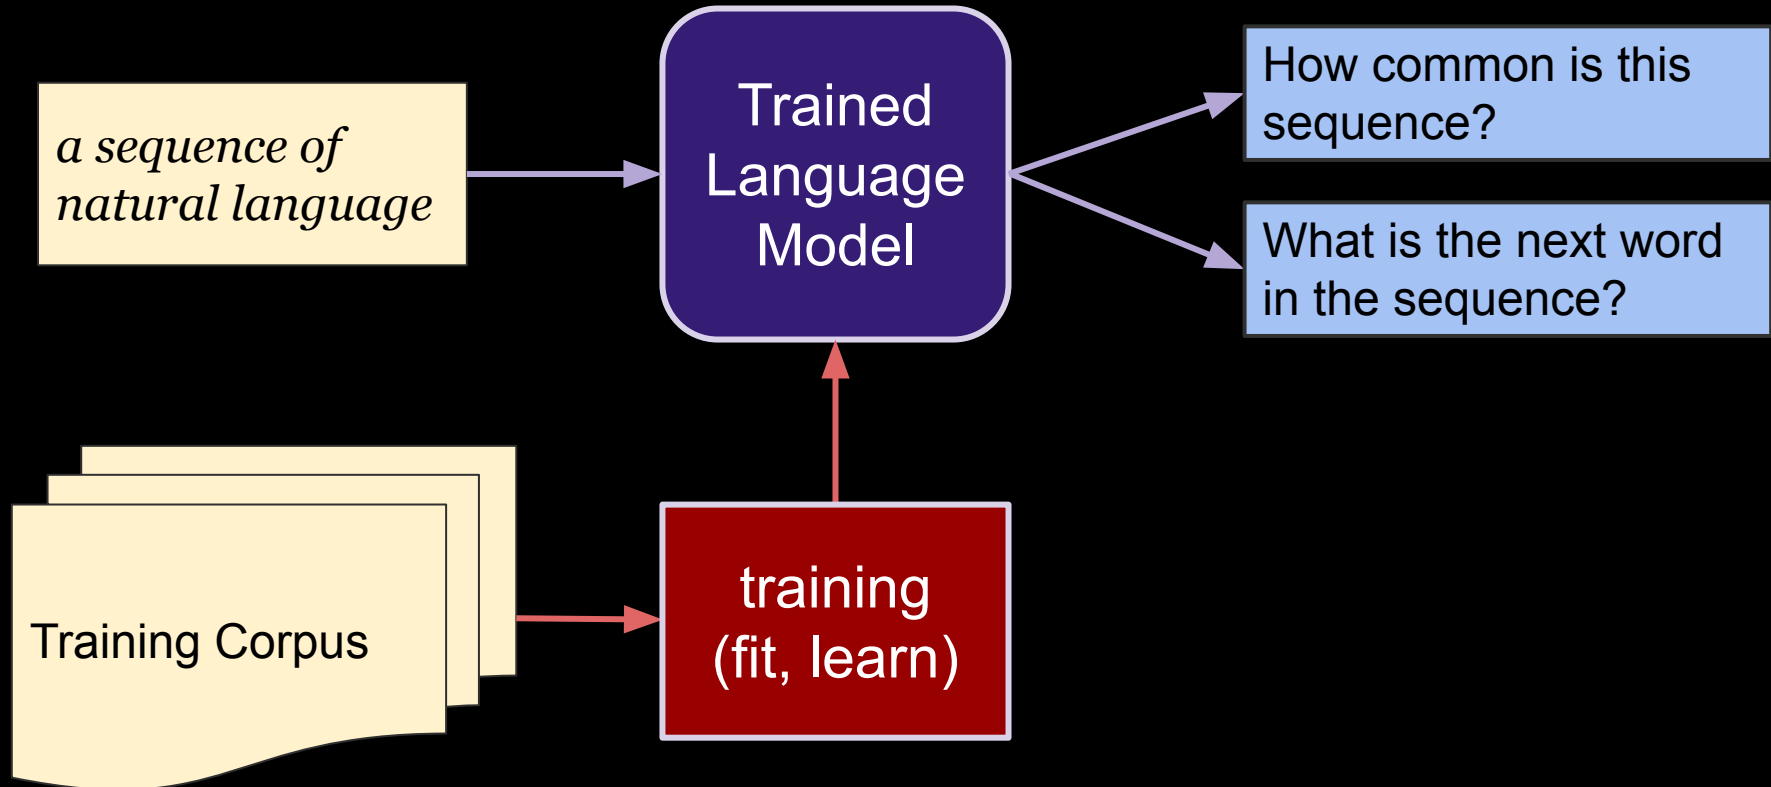 a sequence of
natural language
Trained
Language
Model
How common is this
sequence?
What is the next word
in the sequence?
Training Corpus
training
(fit, learn)